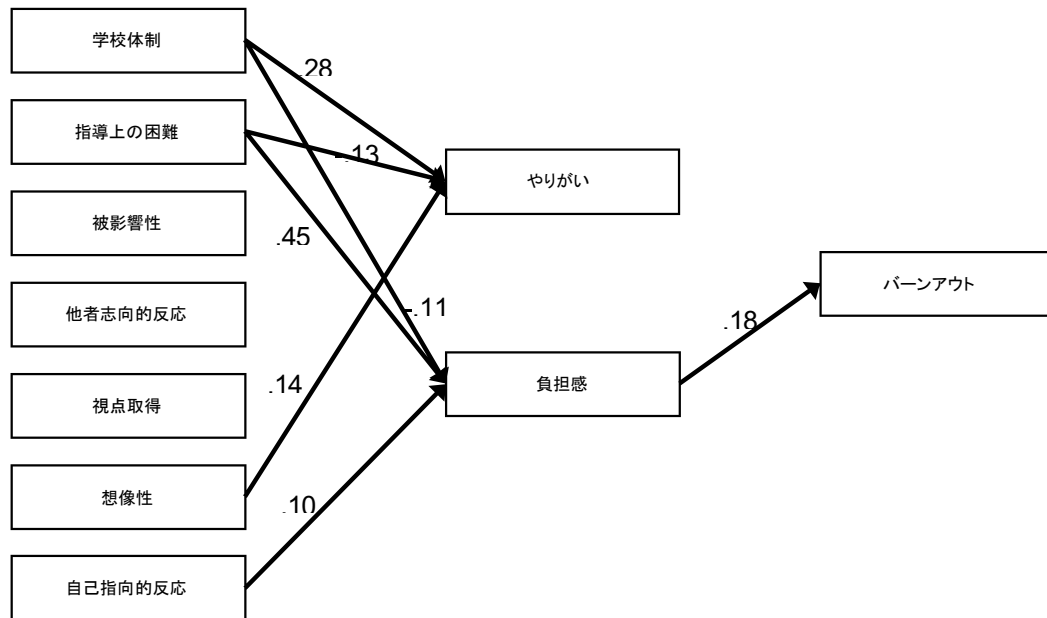 学校体制
指導上の困難
被影響性
他者志向的反応
視点取得
想像性
自己指向的反応
.28
-.13
.45
-.11
.14
.10
やりがい
負担感
.18
バーンアウト